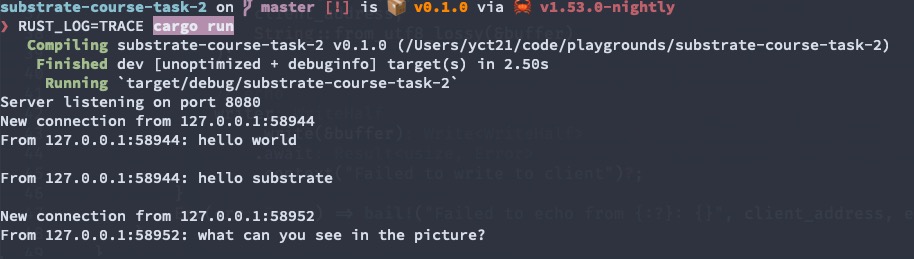 substrate-course-task-2 on master [!] is 📦 v0.1.0 via 🦀 v1.53.0-nightly
❯ RUST_LOG=TRACE cargo run
Compiling substrate-course-task-2 v0.1.0 (/Users/yct21/code/playgrounds/substrate-course-task-2)
Finished dev [unoptimized + debuginfo] target(s) in 2.50s
Running `target/debug/substrate-course-task-2`
Server listening on port 8080
New connection from 127.0.0.1:58944
From 127.0.0.1:58944: hello world
From 127.0.0.1:58944: hello substrate
New connection from 127.0.0.1:58952
From 127.0.0.1:58952: what can you see in the picture?